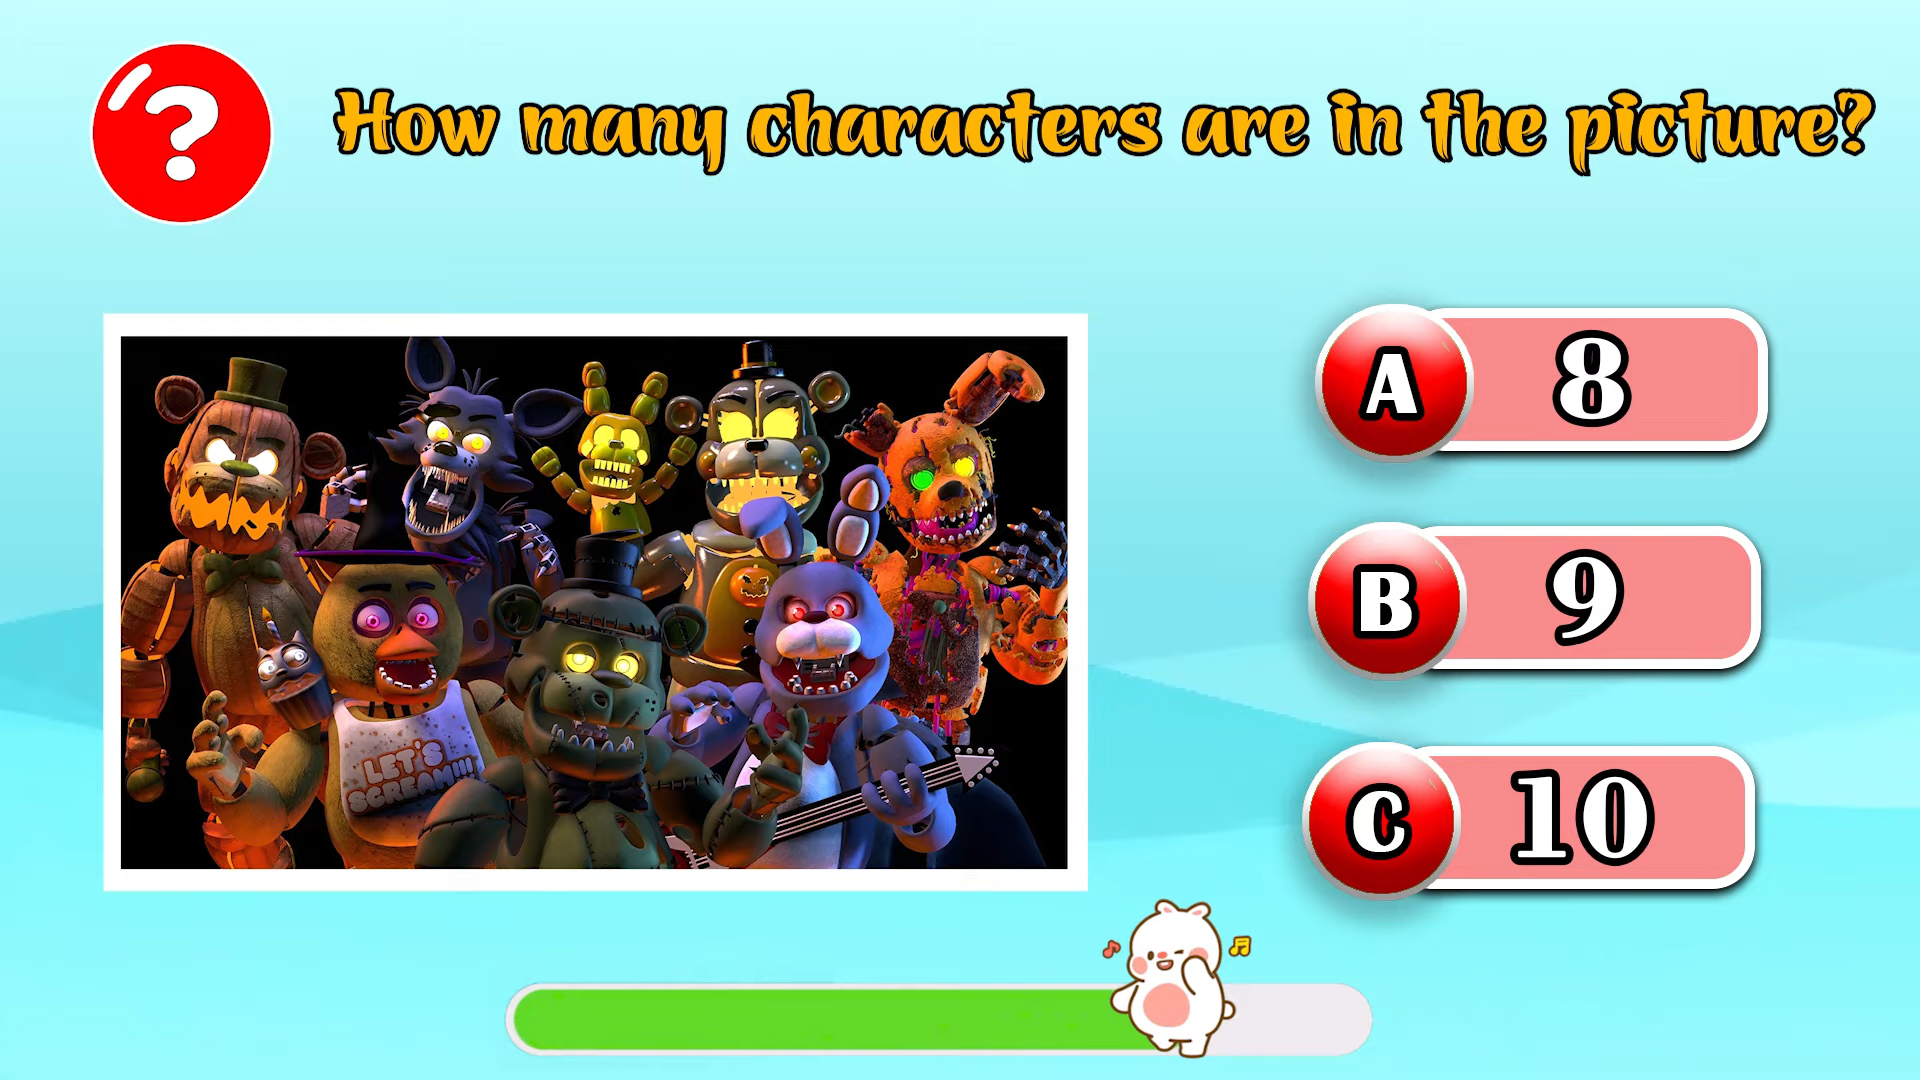 ?
How many characters are in the picture?
A 8
B 9
C 10
LET'S
SCREAM!!!